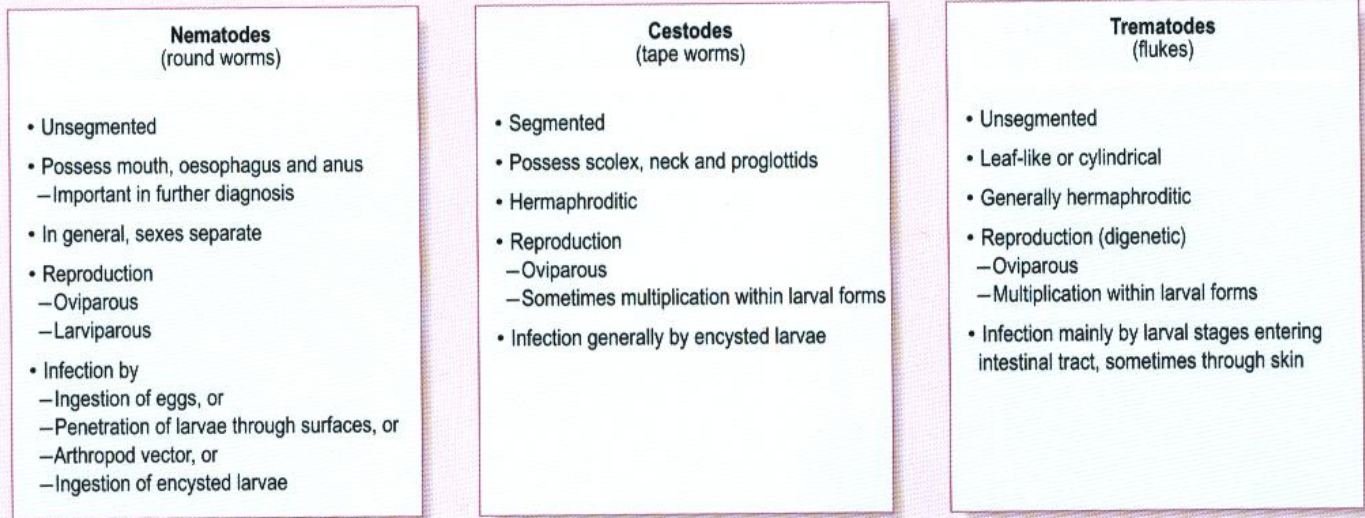 Nematodes
(round worms)
• Unsegmented
• Possess mouth, oesophagus and anus
—Important in further diagnosis
• In general, sexes separate
• Reproduction
—Oviparous
—Larviparous
• Infection by
—Ingestion of eggs, or
—Penetration of larvae through surfaces, or
—Arthropod vector, or
—Ingestion of encysted larvae
Cestodes
(tape worms)
• Segmented
• Possess scolex, neck and proglottids
• Hermaphroditic
• Reproduction
—Oviparous
—Sometimes multiplication within larval forms
• Infection generally by encysted larvae
Trematodes
(flukes)
• Unsegmented
• Leaf-like or cylindrical
• Generally hermaphroditic
• Reproduction (digenetic)
—Oviparous
—Multiplication within larval forms
• Infection mainly by larval stages entering
intestinal tract, sometimes through skin